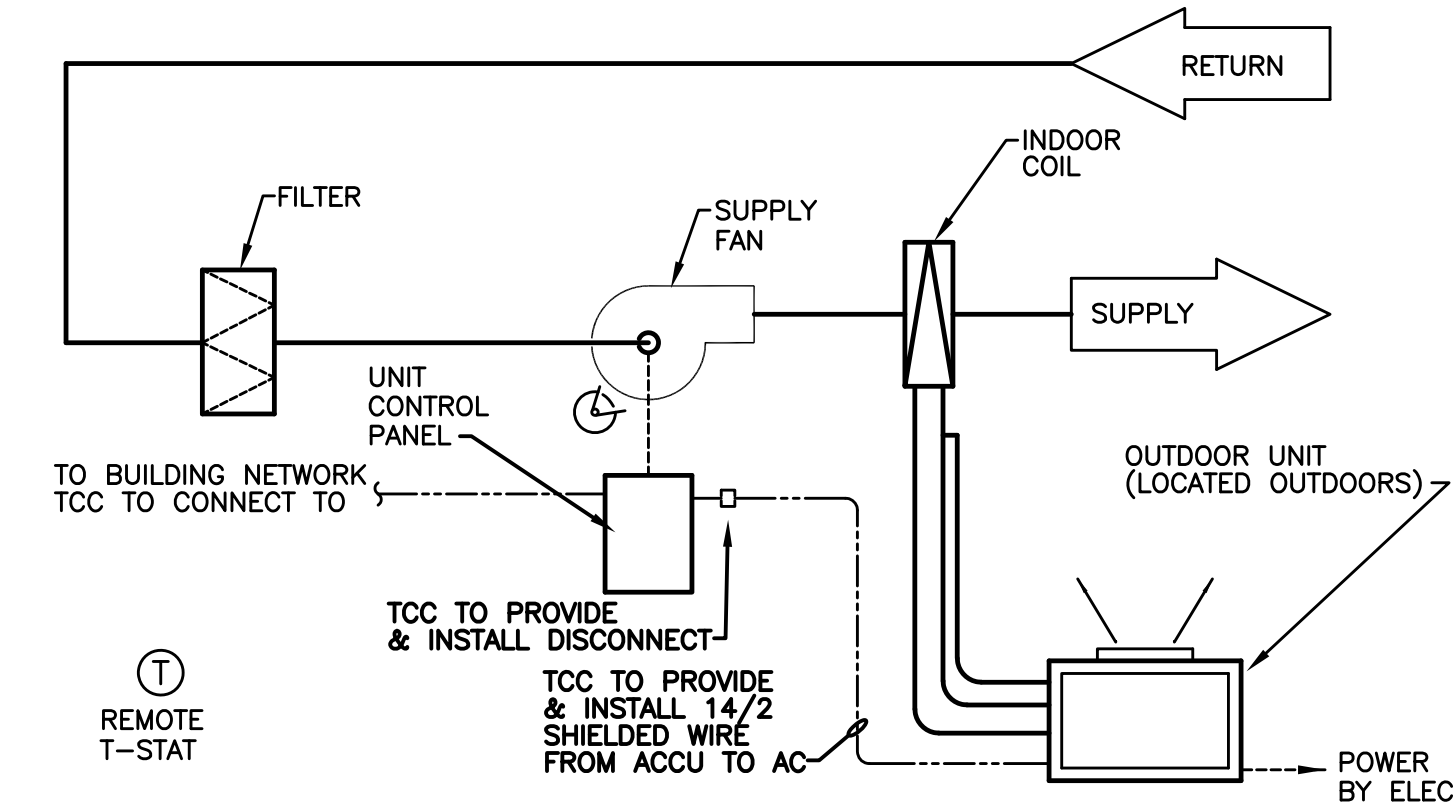 RETURN
INDOOR
COIL
FILTER
SUPPLY
FAN
SUPPLY
UNIT
CONTROL
PANEL
TO BUILDING NETWORK
TCC TO CONNECT TO
OUTDOOR UNIT
(LOCATED OUTDOORS)
TCC TO PROVIDE
& INSTALL DISCONNECT
TCC TO PROVIDE
& INSTALL 14/2
SHIELDED WIRE
FROM ACCU TO AC
T
REMOTE
T-STAT
POWER
BY ELEC